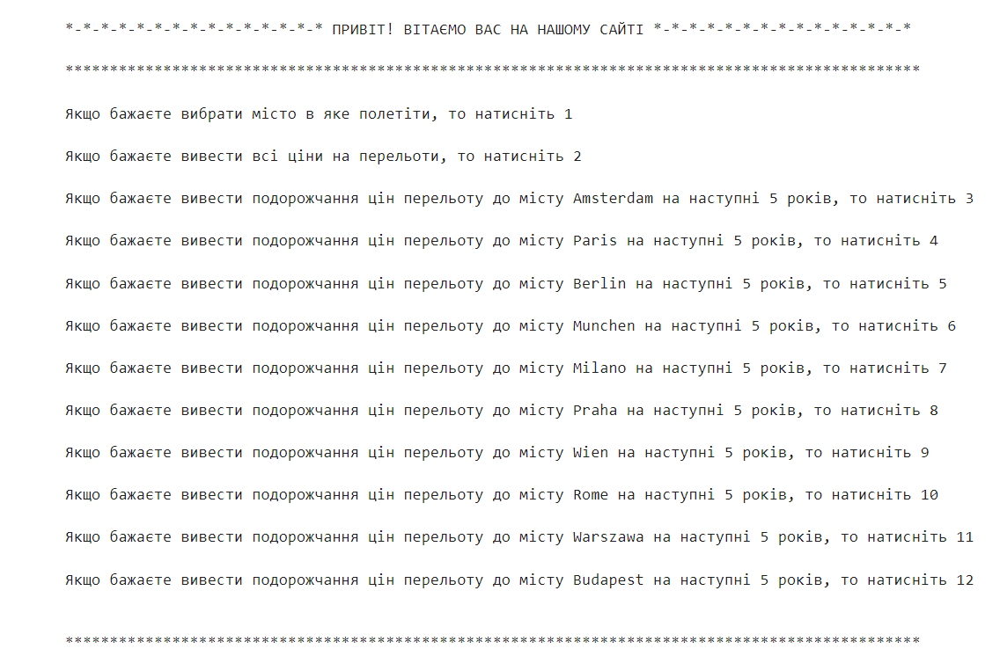 *-*-*-*-*-*-*-*-*-*-*-*-*-*-* ПРИВІТ! ВІТАЄМО ВАС НА НАШОМУ САЙТІ *-*-*-*-*-*-*-*-*-*-*-*-*-*-*
************************************************************************************************
Якщо бажаєте вибрати місто в яке полетіти, то натисніть 1
Якщо бажаєте вивести всі ціни на перельоти, то натисніть 2
Якщо бажаєте вивести подорожчання цін перельоту до місту Amsterdam на наступні 5 років, то натисніть 3
Якщо бажаєте вивести подорожчання цін перельоту до місту Paris на наступні 5 років, то натисніть 4
Якщо бажаєте вивести подорожчання цін перельоту до місту Berlin на наступні 5 років, то натисніть 5
Якщо бажаєте вивести подорожчання цін перельоту до місту Munchen на наступні 5 років, то натисніть 6
Якщо бажаєте вивести подорожчання цін перельоту до місту Milano на наступні 5 років, то натисніть 7
Якщо бажаєте вивести подорожчання цін перельоту до місту Praha на наступні 5 років, то натисніть 8
Якщо бажаєте вивести подорожчання цін перельоту до місту Wien на наступні 5 років, то натисніть 9
Якщо бажаєте вивести подорожчання цін перельоту до місту Rome на наступні 5 років, то натисніть 10
Якщо бажаєте вивести подорожчання цін перельоту до місту Warszawa на наступні 5 років, то натисніть 11
Якщо бажаєте вивести подорожчання цін перельоту до місту Budapest на наступні 5 років, то натисніть 12
************************************************************************************************